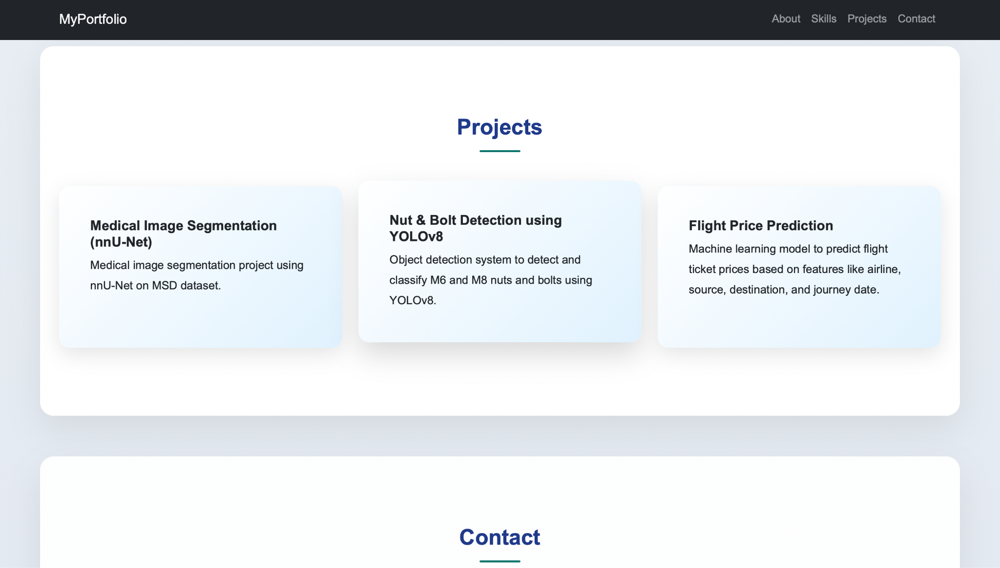 MyPortfolio
About Skills Projects Contact
Projects
Medical Image Segmentation
(nnU-Net)
Medical image segmentation project using
nnU-Net on MSD dataset.
Nut & Bolt Detection using
YOLOv8
Object detection system to detect and
classify M6 and M8 nuts and bolts using
YOLOv8.
Flight Price Prediction
Machine learning model to predict flight
ticket prices based on features like airline,
source, destination, and journey date.
Contact